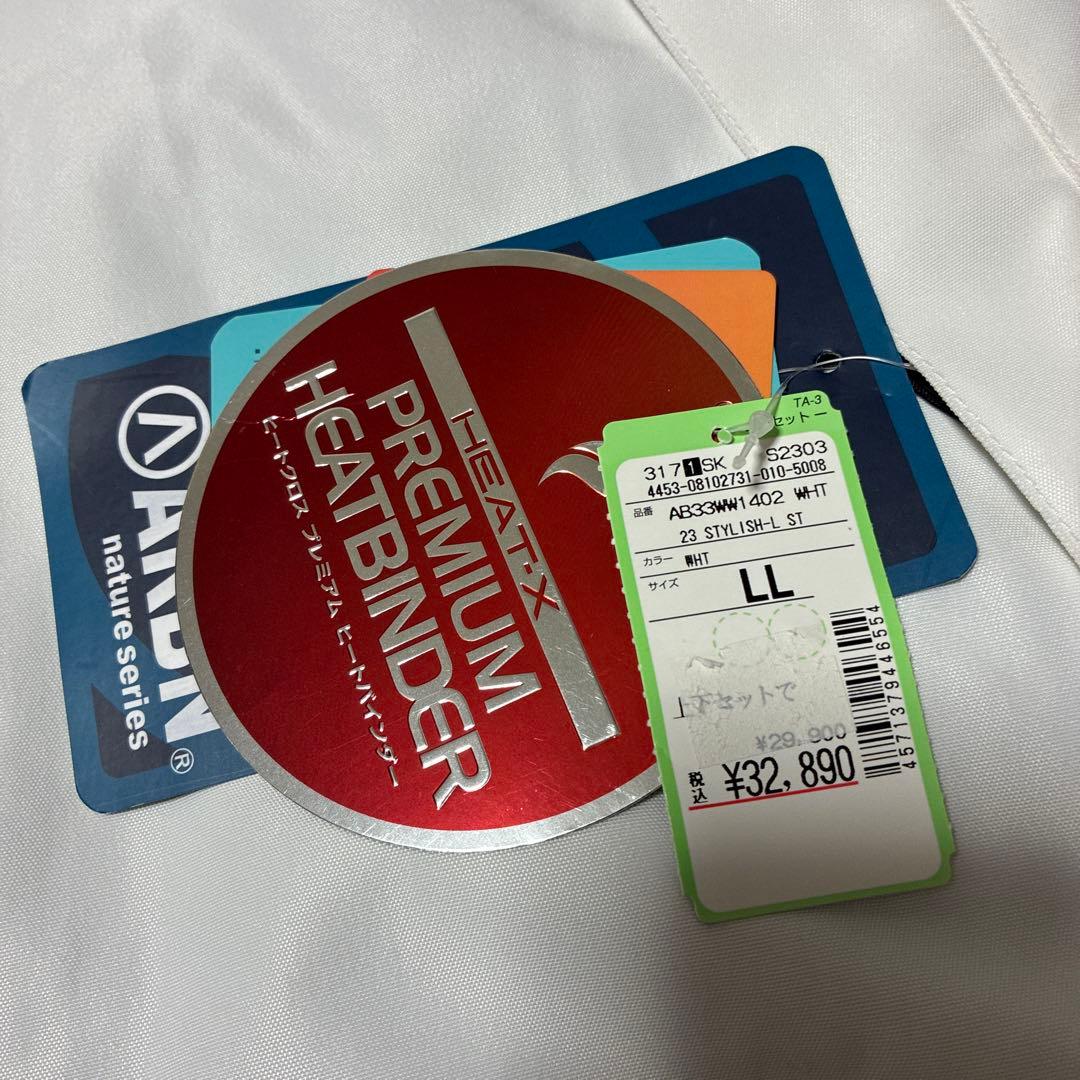 ARDN®
nature series
HEAT-X
PREMIUM
HEATBINDER
ヒートクロス プレミアム ヒートバインダー
TA-3
セットー
317 1 SK S2303
4453-08102731-010-5008
品番 AB33WW1402 WHT
23 STYLISH-L ST
カラー WHT
サイズ LL
上下セットで
¥29,900
税込 ¥32,890
4571379446554